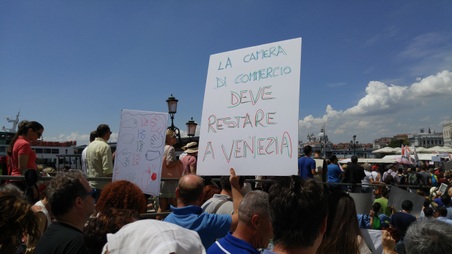 LA CAMERA
DI COMMERCIO
DEVE
RESTARE
A VENEZIA